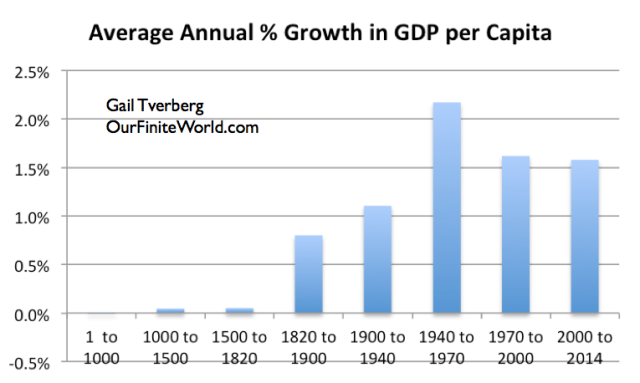 Average Annual % Growth in GDP per Capita
2.5%
Gail Tverberg
OurFiniteWorld.com
2.0%
1.5%
1.0%
0.5%
0.0%
1 to 1000 to 1500 to 1820 to 1900 to 1940 to 1970 to 2000 to
1000 1500 1820 1900 1940 1970 2000 2014
-0.5%